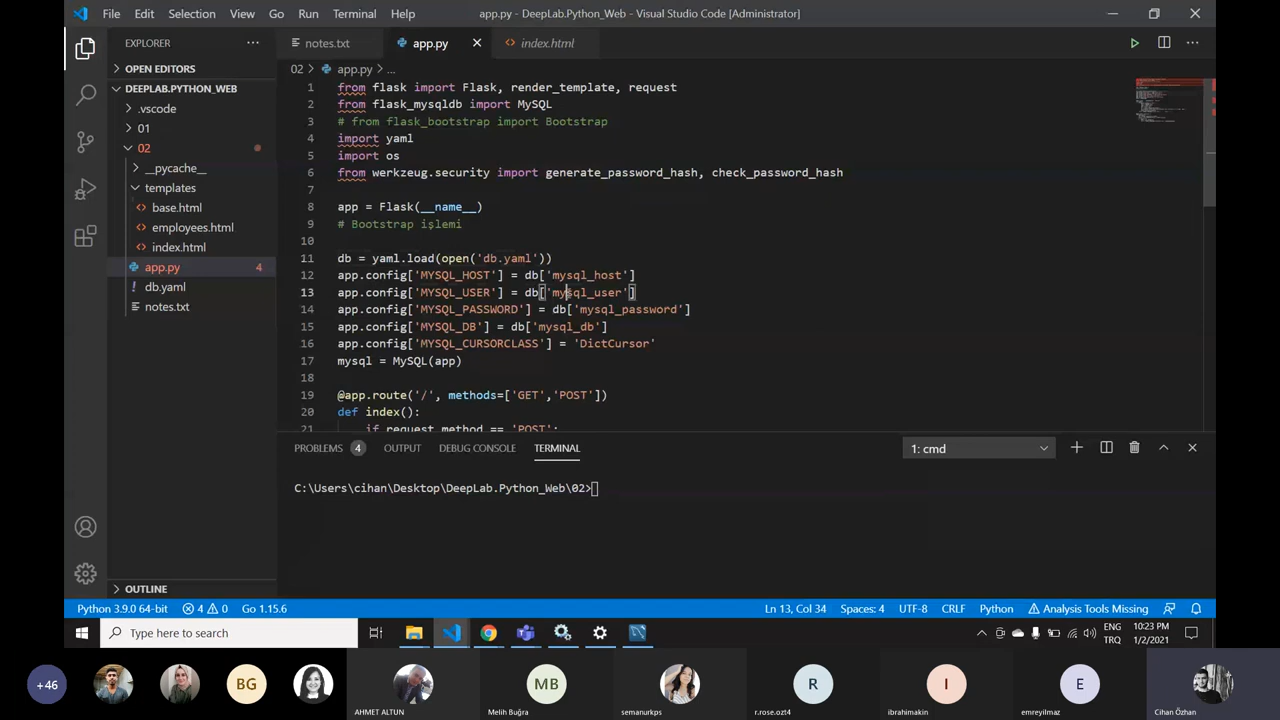 File Edit Selection View Go Run Terminal Help
app.py - DeepLab.Python_Web - Visual Studio Code [Administrator]
EXPLORER
notes.txt
app.py
index.html
OPEN EDITORS
02 > app.py > ...
DEEPLAB.PYTHON_WEB
.vscode
01
02
__pycache__
templates
base.html
employees.html
index.html
app.py 4
db.yaml
notes.txt
OUTLINE
1 from flask import Flask, render_template, request
2 from flask_mysqldb import MySQL
3 # from flask_bootstrap import Bootstrap
4 import yaml
5 import os
6 from werkzeug.security import generate_password_hash, check_password_hash
7
8 app = Flask(__name__)
9 # Bootstrap işlemi
10
11 db = yaml.load(open('db.yaml'))
12 app.config['MYSQL_HOST'] = db['mysql_host']
13 app.config['MYSQL_USER'] = db['mysql_user']
14 app.config['MYSQL_PASSWORD'] = db['mysql_password']
15 app.config['MYSQL_DB'] = db['mysql_db']
16 app.config['MYSQL_CURSORCLASS'] = 'DictCursor'
17 mysql = MySQL(app)
18
19 @app.route('/', methods=['GET','POST'])
20 def index():
21 if request.method == 'POST':
PROBLEMS 4 OUTPUT DEBUG CONSOLE TERMINAL
1: cmd
C:\Users\cihan\Desktop\DeepLab.Python_Web\02>
Python 3.9.0 64-bit 4 0 Go 1.15.6
Ln 13, Col 34 Spaces: 4 UTF-8 CRLF Python Analysis Tools Missing
Type here to search
ENG
TRQ
10:23 PM
1/2/2021
+46
BG
MB
R
I
E
AHMET ALTUN
Melih Buğra
semanurkps
r.rose.ozt4
ibrahimakin
emreyilmaz
Cihan Özhan